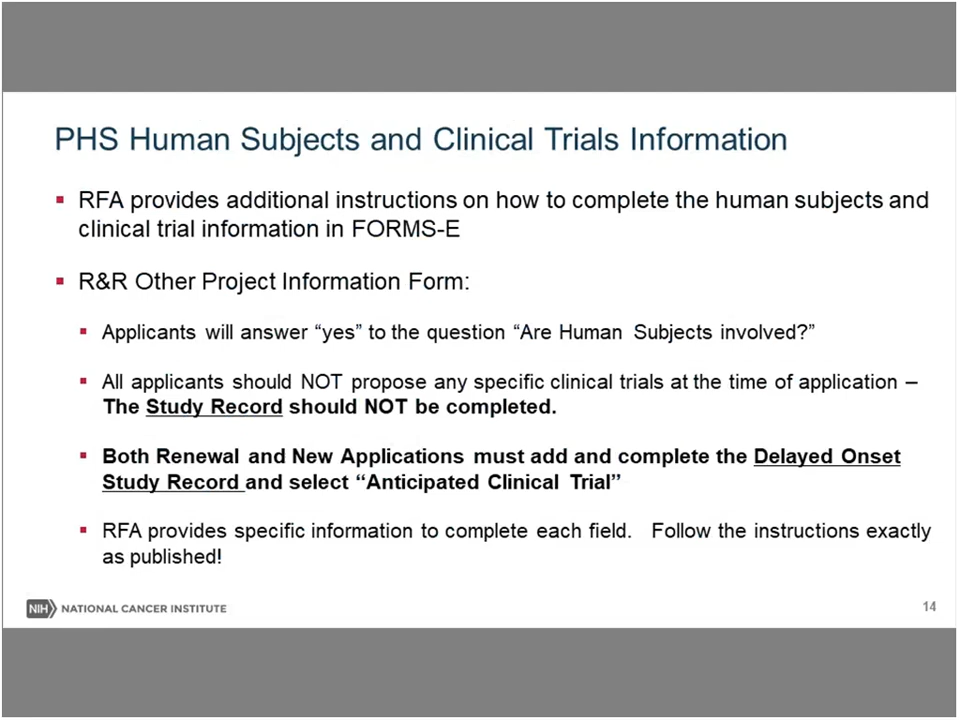 PHS Human Subjects and Clinical Trials Information
RFA provides additional instructions on how to complete the human subjects and
clinical trial information in FORMS-E
R&R Other Project Information Form:
Applicants will answer “yes” to the question “Are Human Subjects involved?”
All applicants should NOT propose any specific clinical trials at the time of application –
The Study Record should NOT be completed.
Both Renewal and New Applications must add and complete the Delayed Onset
Study Record and select “Anticipated Clinical Trial”
RFA provides specific information to complete each field. Follow the instructions exactly
as published!
NIH NATIONAL CANCER INSTITUTE
14